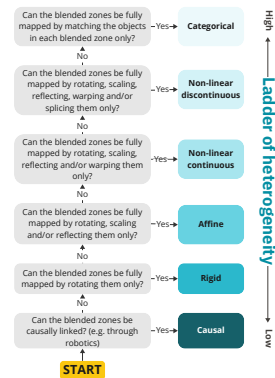 Can the blended zones be fully
mapped by matching the objects
in each blended zone only?
Yes
Categorical
No
Can the blended zones be fully
mapped by rotating, scaling,
reflecting, warping and/or
splicing them only?
Yes
Non-linear
discontinuous
No
Can the blended zones be fully
mapped by rotating, scaling,
reflecting and/or warping them
only?
Yes
Non-linear
continuous
No
Can the blended zones be fully
mapped by rotating, scaling
and/or reflecting them only?
Yes
Affine
No
Can the blended zones be fully
mapped by rotating them only?
Yes
Rigid
No
Can the blended zones be
causally linked? (e.g. through
robotics)
Yes
Causal
START
High
Ladder of heterogeneity
Low